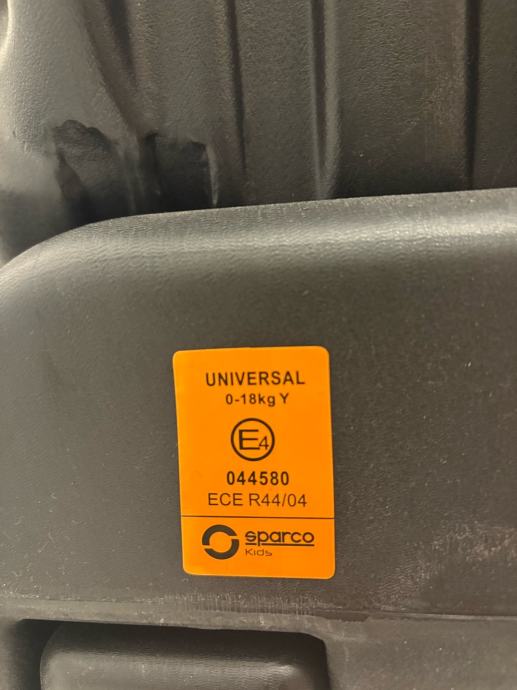 UNIVERSAL
0-18kg Y
E4
044580
ECE R44/04
sparco
Kids